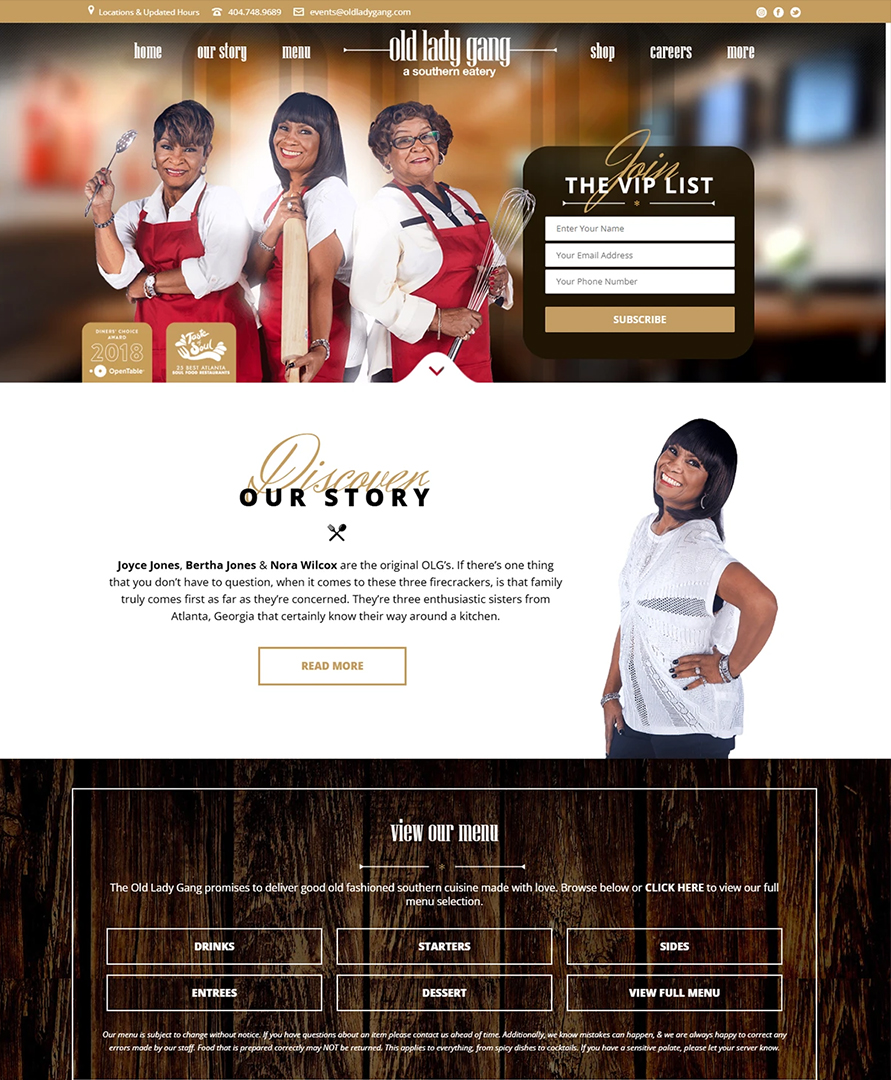 Locations & Updated Hours 404.748.9689 events@oldladygang.com
home our story menu old lady gang shop careers more
a southern eatery
Join
THE VIP LIST
Enter Your Name
Your Email Address
Your Phone Number
SUBSCRIBE
DINERS' CHOICE
AWARD
2018
OpenTable
Taste
of Soul
23 BEST ATLANTA
SOUL FOOD RESTAURANTS
Discover
OUR STORY
Joyce Jones, Bertha Jones & Nora Wilcox are the original OLG's. If there's one thing
that you don't have to question, when it comes to these three firecrackers, is that family
truly comes first as far as they're concerned. They're three enthusiastic sisters from
Atlanta, Georgia that certainly know their way around a kitchen.
READ MORE
view our menu
The Old Lady Gang promises to deliver good old fashioned southern cuisine made with love. Browse below or CLICK HERE to view our full
menu selection.
DRINKS STARTERS SIDES
ENTREES DESSERT VIEW FULL MENU
Our menu is subject to change without notice. If you have questions about an item please contact us ahead of time. Additionally, we know mistakes can happen, & we are always happy to correct any
errors made by our staff. Food that is prepared correctly may NOT be returned. This applies to everything, from spicy dishes to cocktails. If you have a sensitive palate, please let your server know.